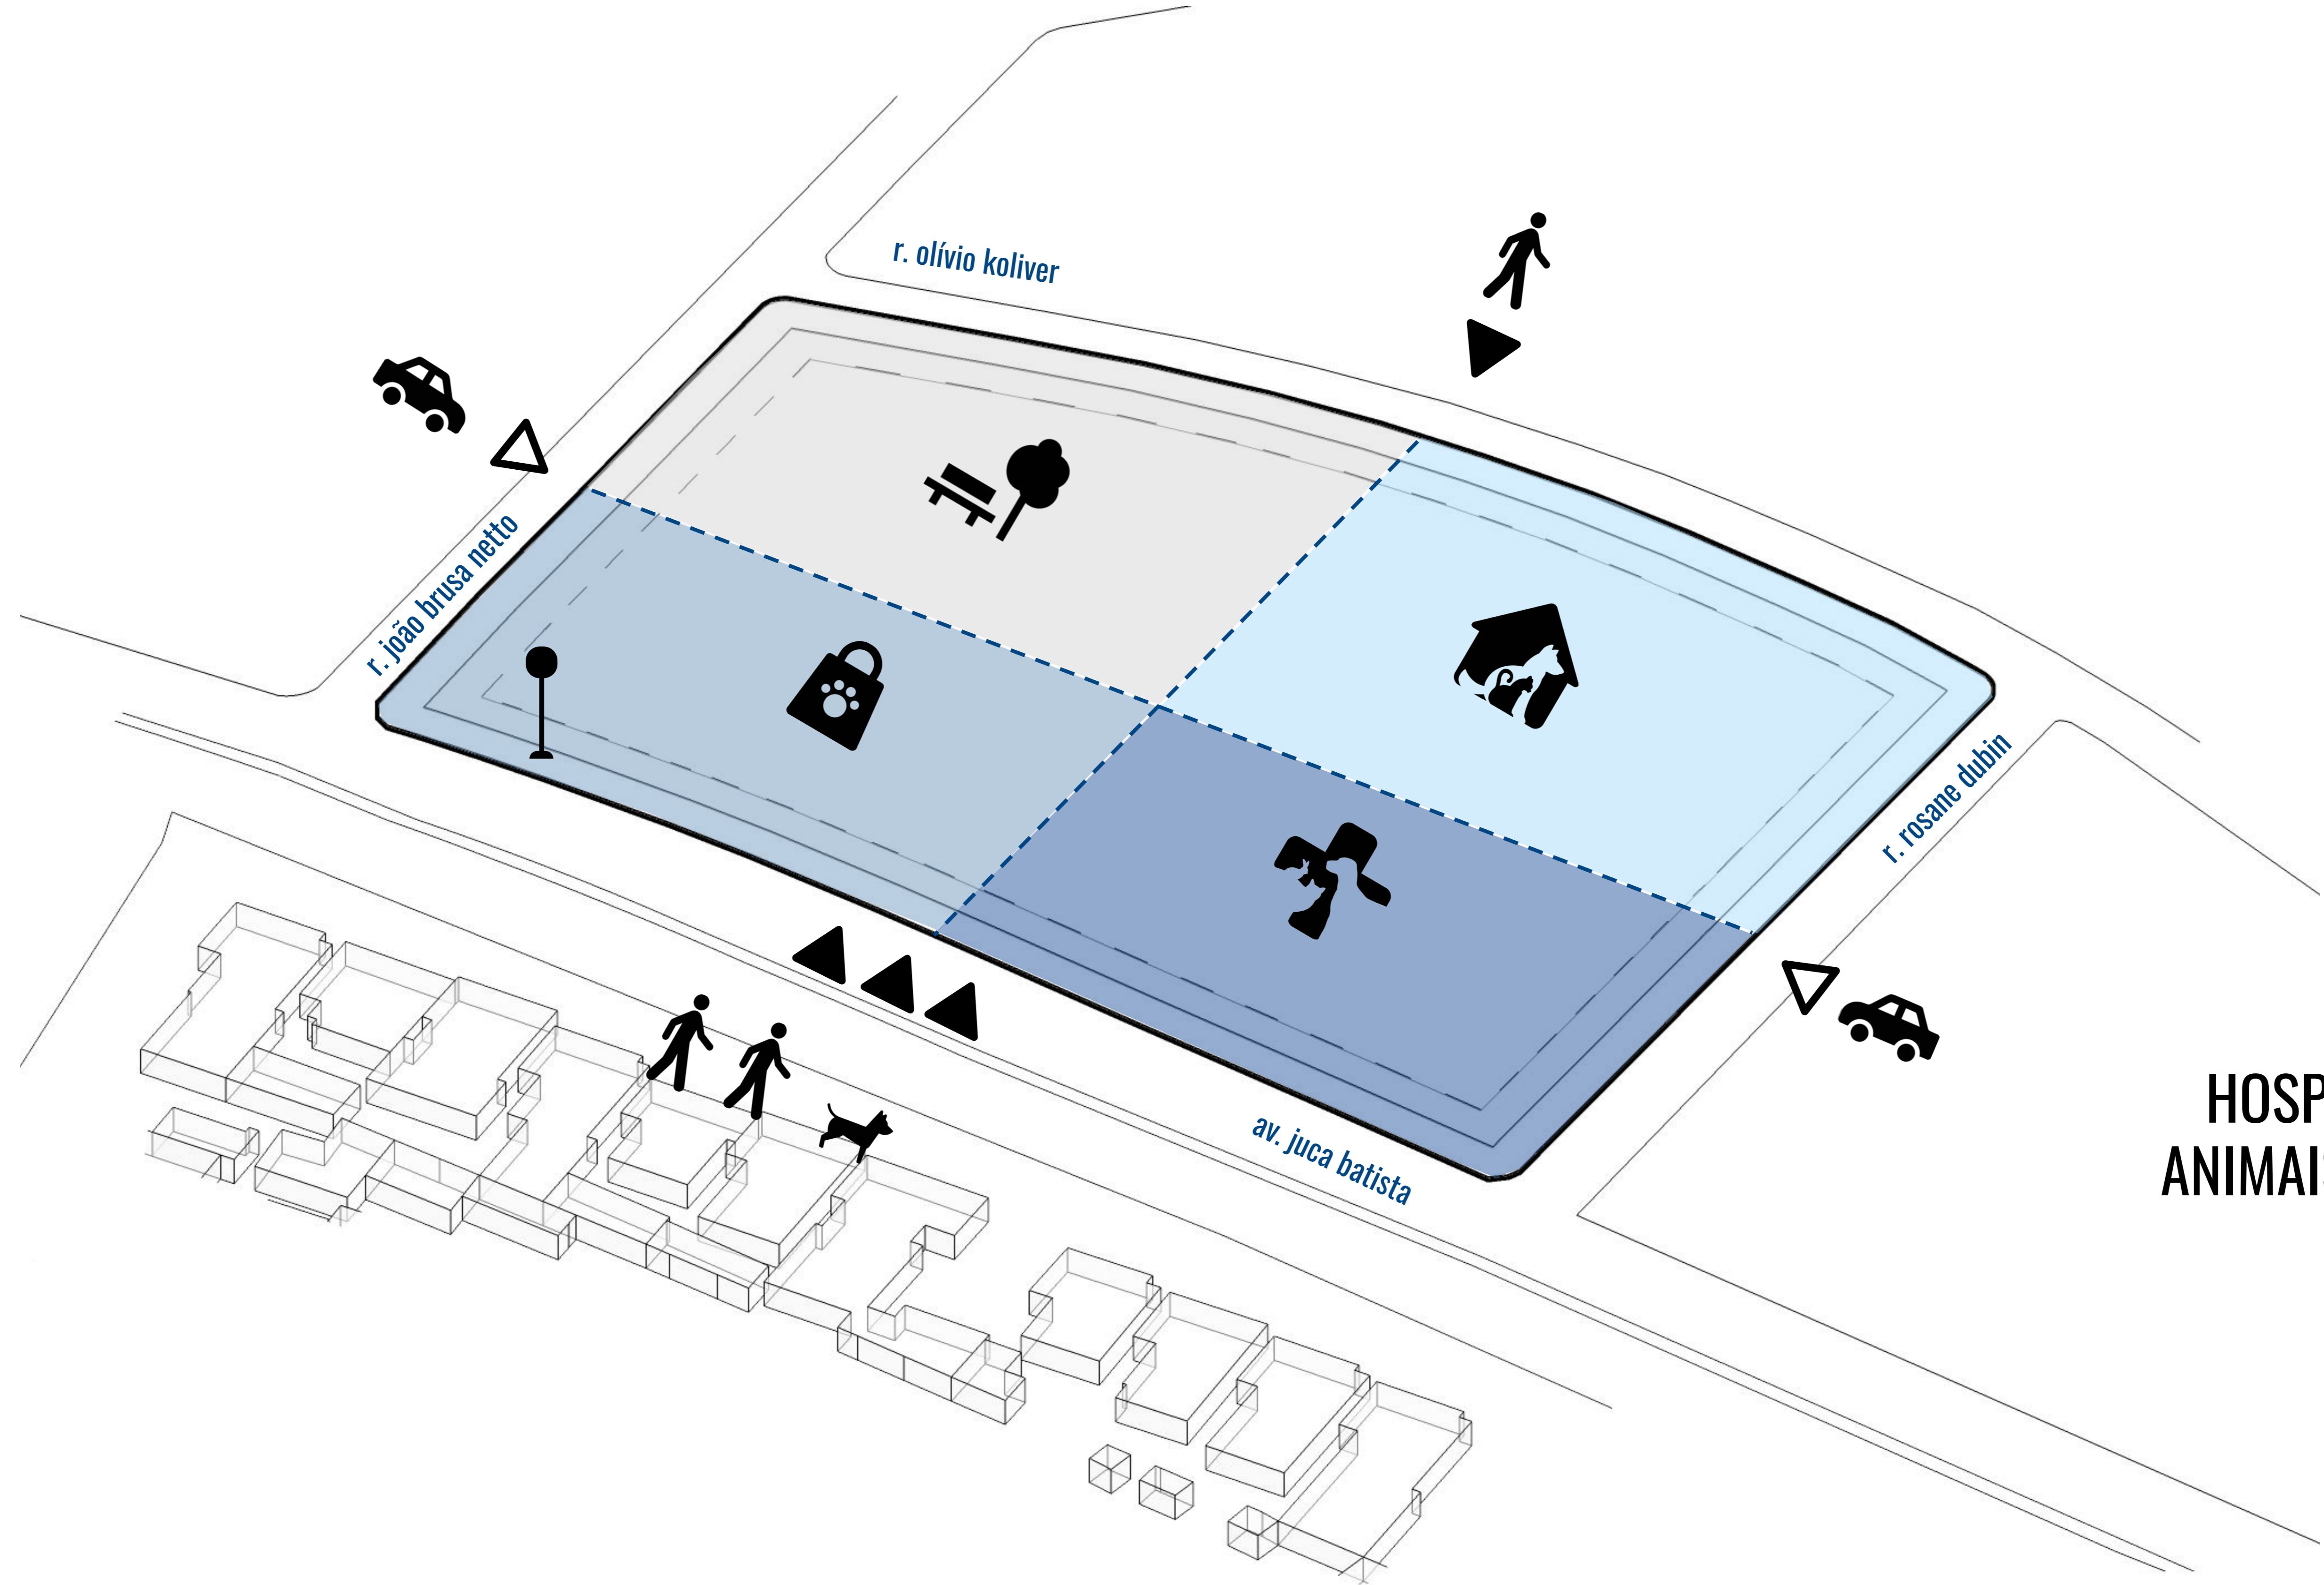 r. olívio koliver
r. joão brusa netto
r. rosane dubin
av. juca batista
HOSP
ANIMAI